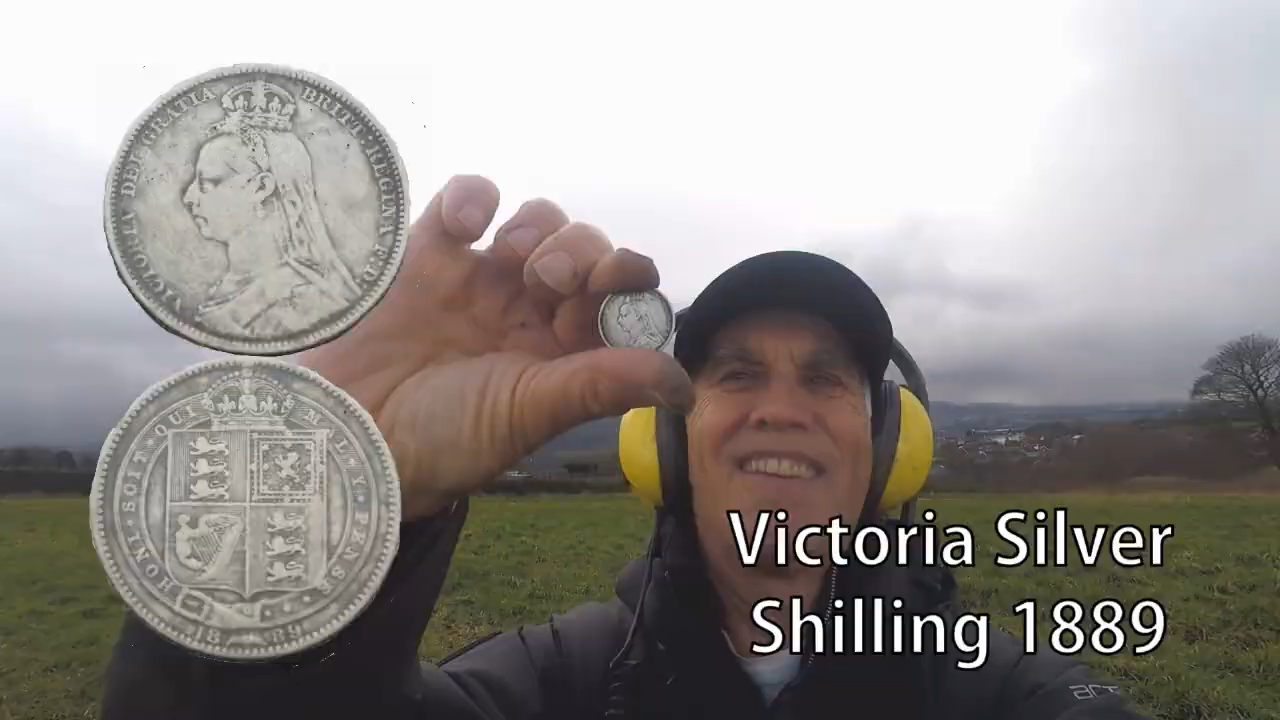 VICTORIA DEI GRATIA BRITT: REGINA F:D:
HONI · SOIT · QUI
MAL Y · PENSE
18 89
Victoria Silver
Shilling 1889